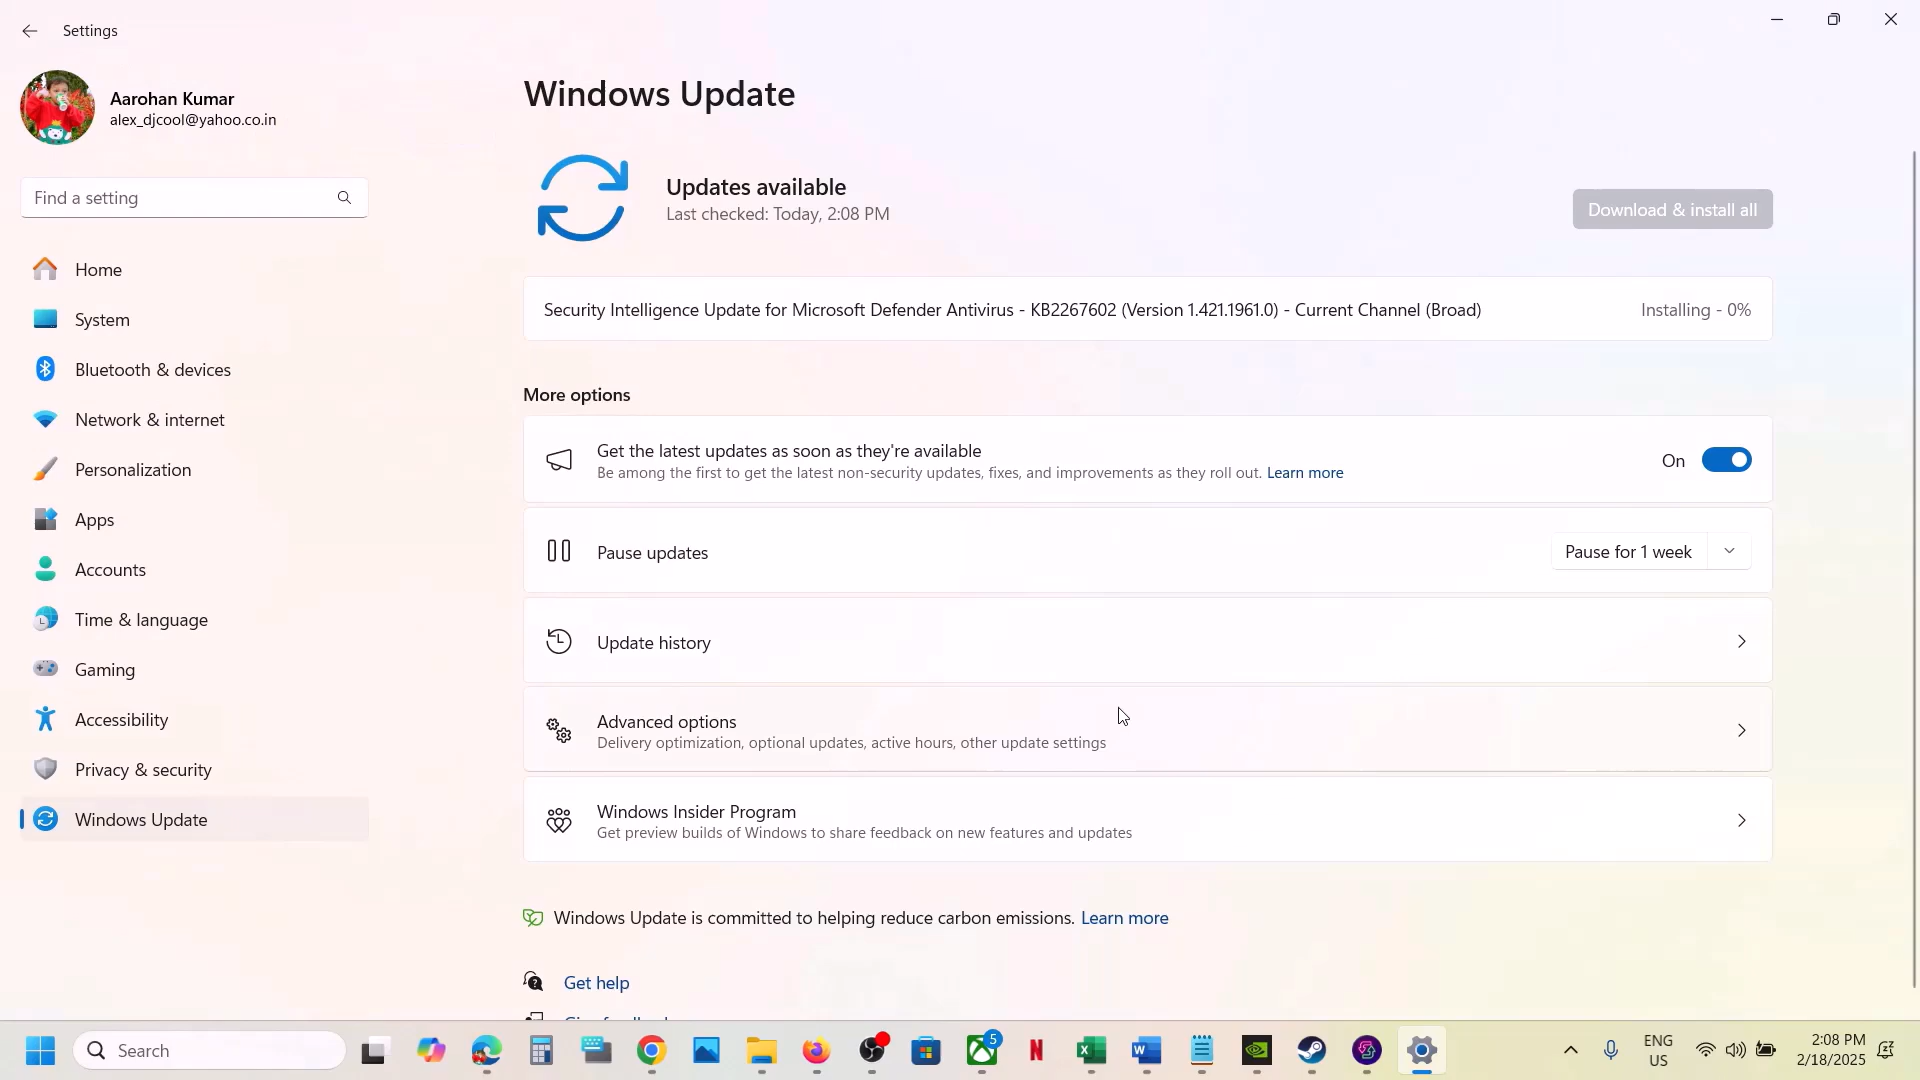 Settings
Aarohan Kumar
alex_djcool@yahoo.co.in
Find a setting
Home
System
Bluetooth & devices
Network & internet
Personalization
Apps
Accounts
Time & language
Gaming
Accessibility
Privacy & security
Windows Update
Windows Update
Updates available
Last checked: Today, 2:08 PM
Download & install all
Security Intelligence Update for Microsoft Defender Antivirus - KB2267602 (Version 1.421.1961.0) - Current Channel (Broad)
Installing - 0%
More options
Get the latest updates as soon as they're available
Be among the first to get the latest non-security updates, fixes, and improvements as they roll out. Learn more
On
Pause updates
Pause for 1 week
Update history
Advanced options
Delivery optimization, optional updates, active hours, other update settings
Windows Insider Program
Get preview builds of Windows to share feedback on new features and updates
Windows Update is committed to helping reduce carbon emissions. Learn more
Get help
Search
5
N
ENG
US
2:08 PM
2/18/2025